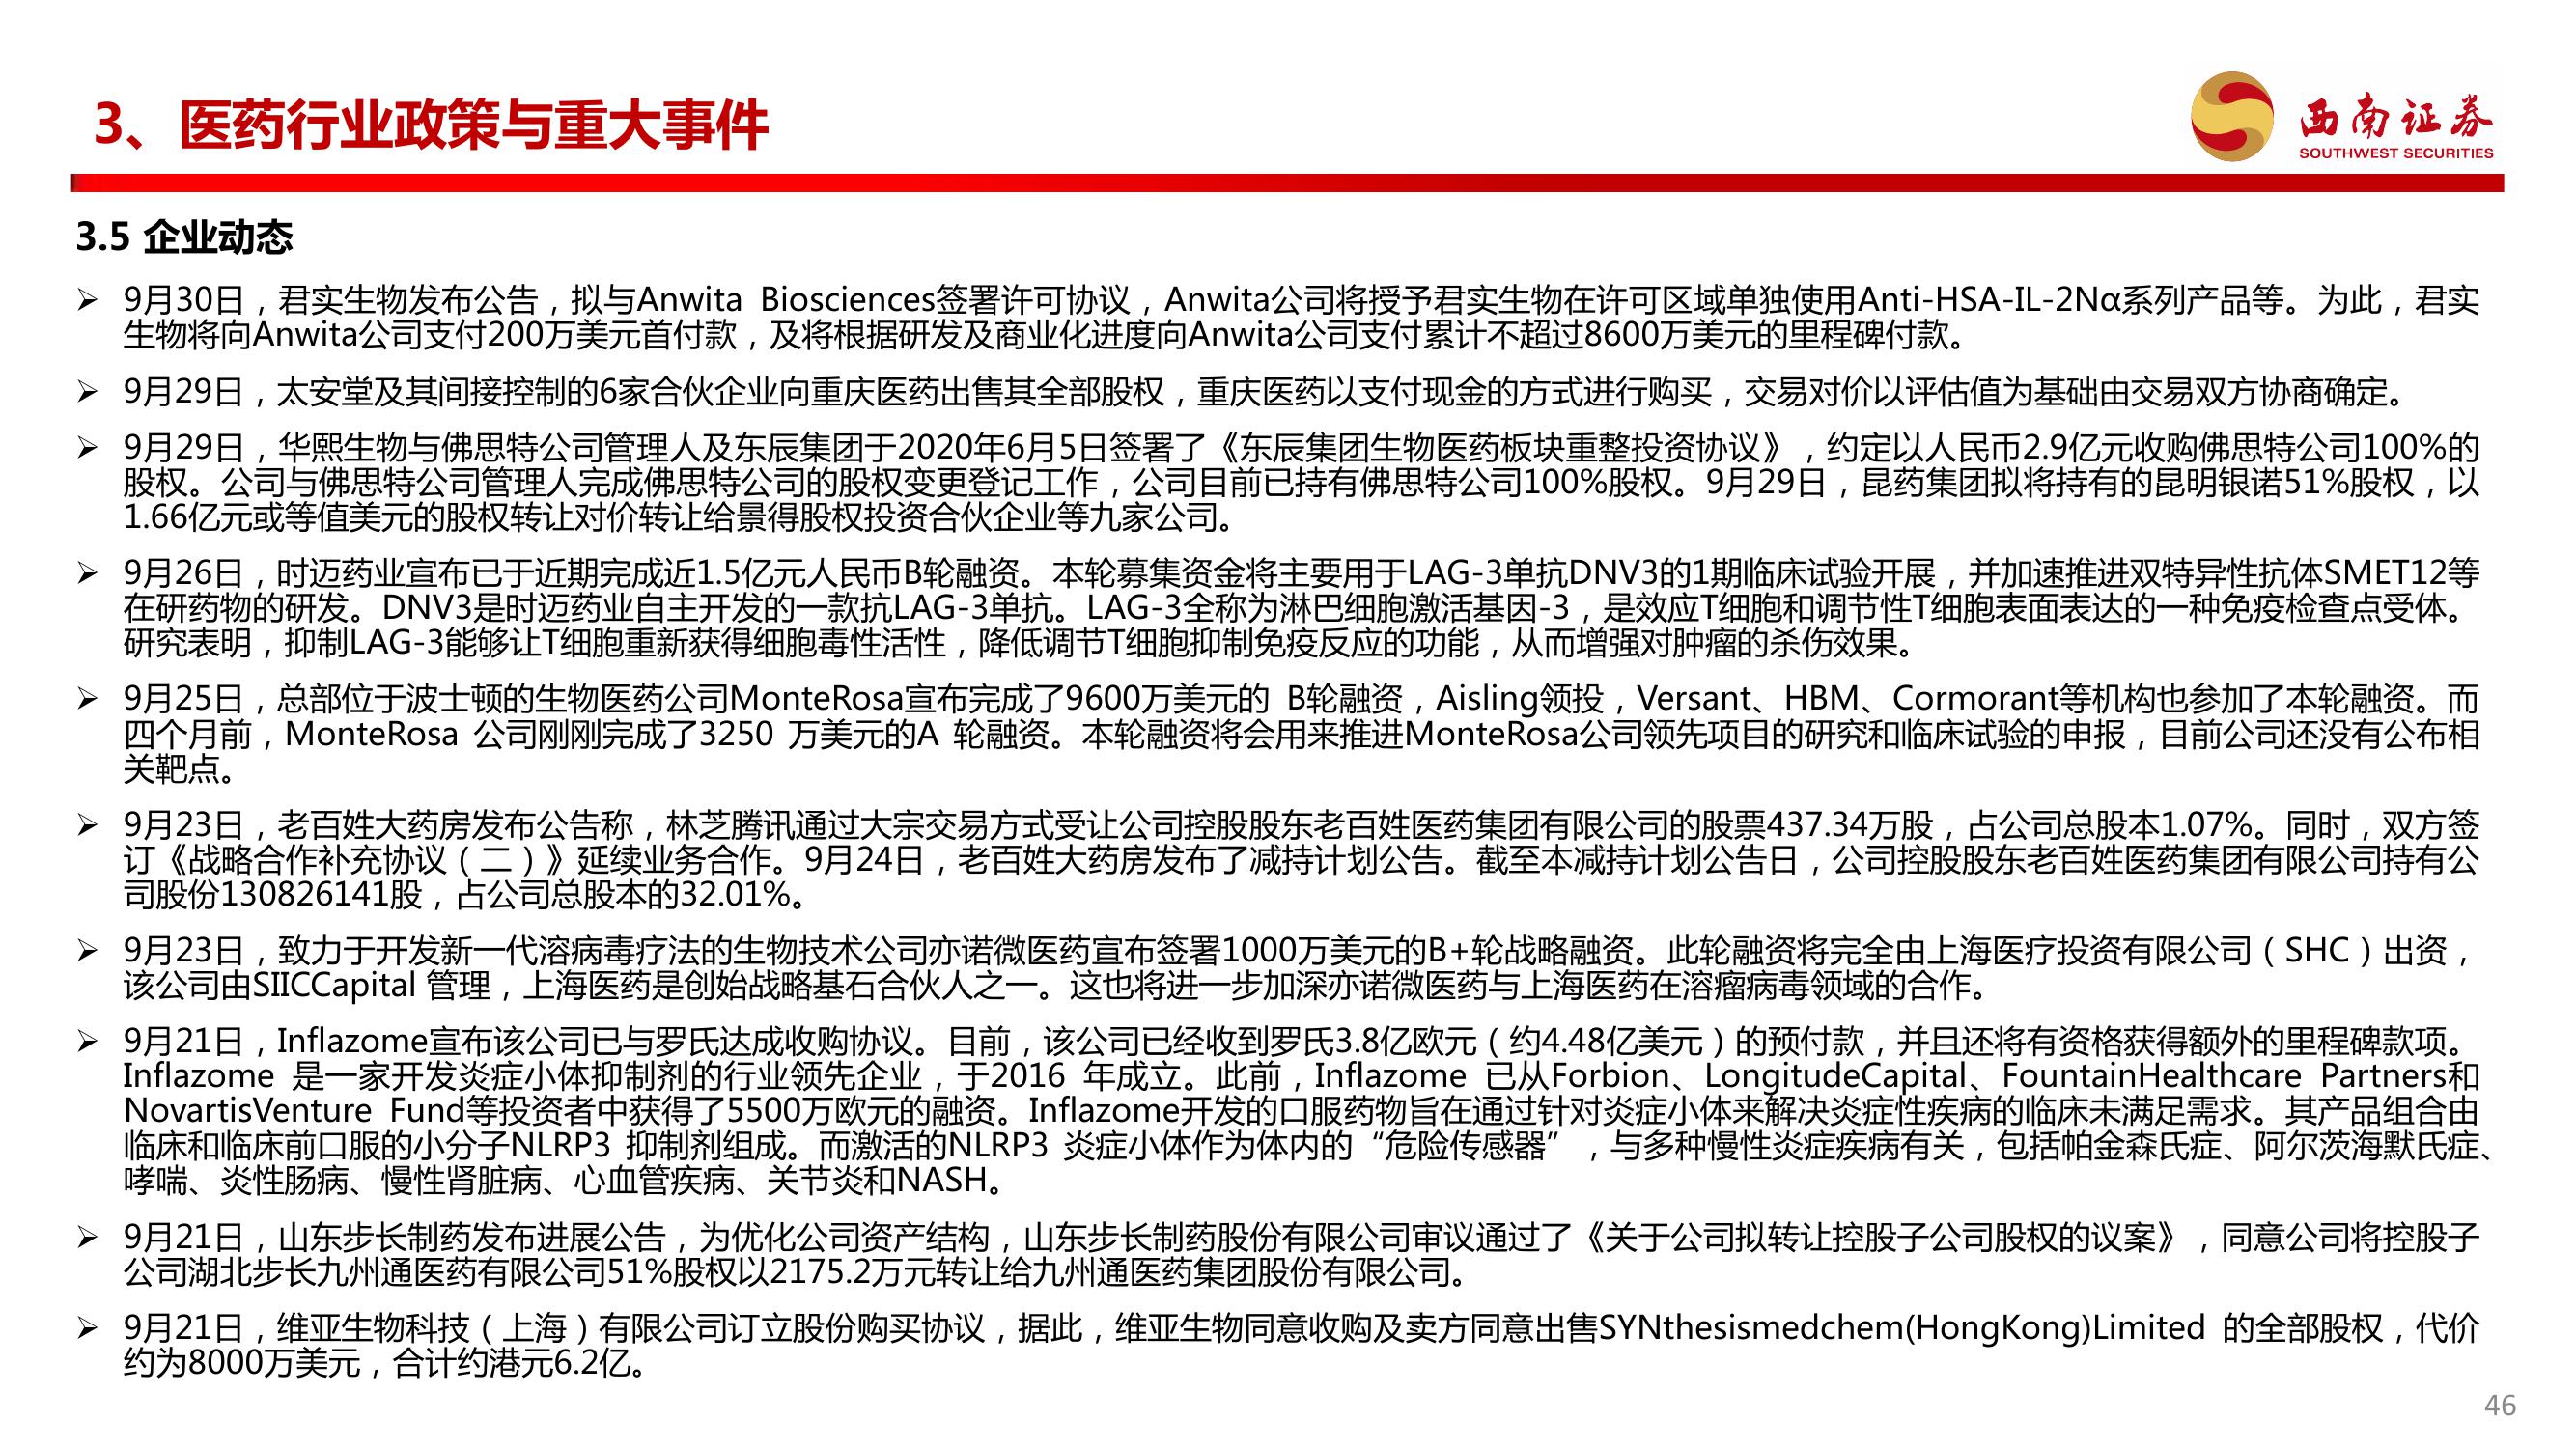 3、医药行业政策与重大事件
西南证券
SOUTHWEST SECURITIES
3.5 企业动态
➢ 9月30日，君实生物发布公告，拟与Anwita Biosciences签署许可协议，Anwita公司将授予君实生物在许可区域单独使用Anti-HSA-IL-2Nα系列产品等。为此，君实
生物将向Anwita公司支付200万美元首付款，及将根据研发及商业化进度向Anwita公司支付累计不超过8600万美元的里程碑付款。
➢ 9月29日，太安堂及其间接控制的6家合伙企业向重庆医药出售其全部股权，重庆医药以支付现金的方式进行购买，交易对价以评估值为基础由交易双方协商确定。
➢ 9月29日，华熙生物与佛思特公司管理人及东辰集团于2020年6月5日签署了《东辰集团生物医药板块重整投资协议》，约定以人民币2.9亿元收购佛思特公司100%的
股权。公司与佛思特公司管理人完成佛思特公司的股权变更登记工作，公司目前已持有佛思特公司100%股权。9月29日，昆药集团拟将持有的昆明银诺51%股权，以
1.66亿元或等值美元的股权转让对价转让给景得股权投资合伙企业等九家公司。
➢ 9月26日，时迈药业宣布已于近期完成近1.5亿元人民币B轮融资。本轮募集资金将主要用于LAG-3单抗DNV3的1期临床试验开展，并加速推进双特异性抗体SMET12等
在研药物的研发。DNV3是时迈药业自主开发的一款抗LAG-3单抗。LAG-3全称为淋巴细胞激活基因-3，是效应T细胞和调节性T细胞表面表达的一种免疫检查点受体。
研究表明，抑制LAG-3能够让T细胞重新获得细胞毒性活性，降低调节T细胞抑制免疫反应的功能，从而增强对肿瘤的杀伤效果。
➢ 9月25日，总部位于波士顿的生物医药公司MonteRosa宣布完成了9600万美元的 B轮融资，Aisling领投，Versant、HBM、Cormorant等机构也参加了本轮融资。而
四个月前，MonteRosa 公司刚刚完成了3250 万美元的A 轮融资。本轮融资将会用来推进MonteRosa公司领先项目的研究和临床试验的申报，目前公司还没有公布相
关靶点。
➢ 9月23日，老百姓大药房发布公告称，林芝腾讯通过大宗交易方式受让公司控股股东老百姓医药集团有限公司的股票437.34万股，占公司总股本1.07%。同时，双方签
订《战略合作补充协议（二）》延续业务合作。9月24日，老百姓大药房发布了减持计划公告。截至本减持计划公告日，公司控股股东老百姓医药集团有限公司持有公
司股份130826141股，占公司总股本的32.01%。
➢ 9月23日，致力于开发新一代溶病毒疗法的生物技术公司亦诺微医药宣布签署1000万美元的B+轮战略融资。此轮融资将完全由上海医疗投资有限公司（SHC）出资，
该公司由SIICCapital 管理，上海医药是创始战略基石合伙人之一。这也将进一步加深亦诺微医药与上海医药在溶瘤病毒领域的合作。
➢ 9月21日，Inflazome宣布该公司已与罗氏达成收购协议。目前，该公司已经收到罗氏3.8亿欧元（约4.48亿美元）的预付款，并且还将有资格获得额外的里程碑款项。
Inflazome 是一家开发炎症小体抑制剂的行业领先企业，于2016 年成立。此前，Inflazome 已从Forbion、LongitudeCapital、FountainHealthcare Partners和
NovartisVenture Fund等投资者中获得了5500万欧元的融资。Inflazome开发的口服药物旨在通过针对炎症小体来解决炎症性疾病的临床未满足需求。其产品组合由
临床和临床前口服的小分子NLRP3 抑制剂组成。而激活的NLRP3 炎症小体作为体内的“危险传感器”，与多种慢性炎症疾病有关，包括帕金森氏症、阿尔茨海默氏症、
哮喘、炎性肠病、慢性肾脏病、心血管疾病、关节炎和NASH。
➢ 9月21日，山东步长制药发布进展公告，为优化公司资产结构，山东步长制药股份有限公司审议通过了《关于公司拟转让控股子公司股权的议案》，同意公司将控股子
公司湖北步长九州通医药有限公司51%股权以2175.2万元转让给九州通医药集团股份有限公司。
➢ 9月21日，维亚生物科技（上海）有限公司订立股份购买协议，据此，维亚生物同意收购及卖方同意出售SYNthesismedchem(HongKong)Limited 的全部股权，代价
约为8000万美元，合计约港元6.2亿。
46